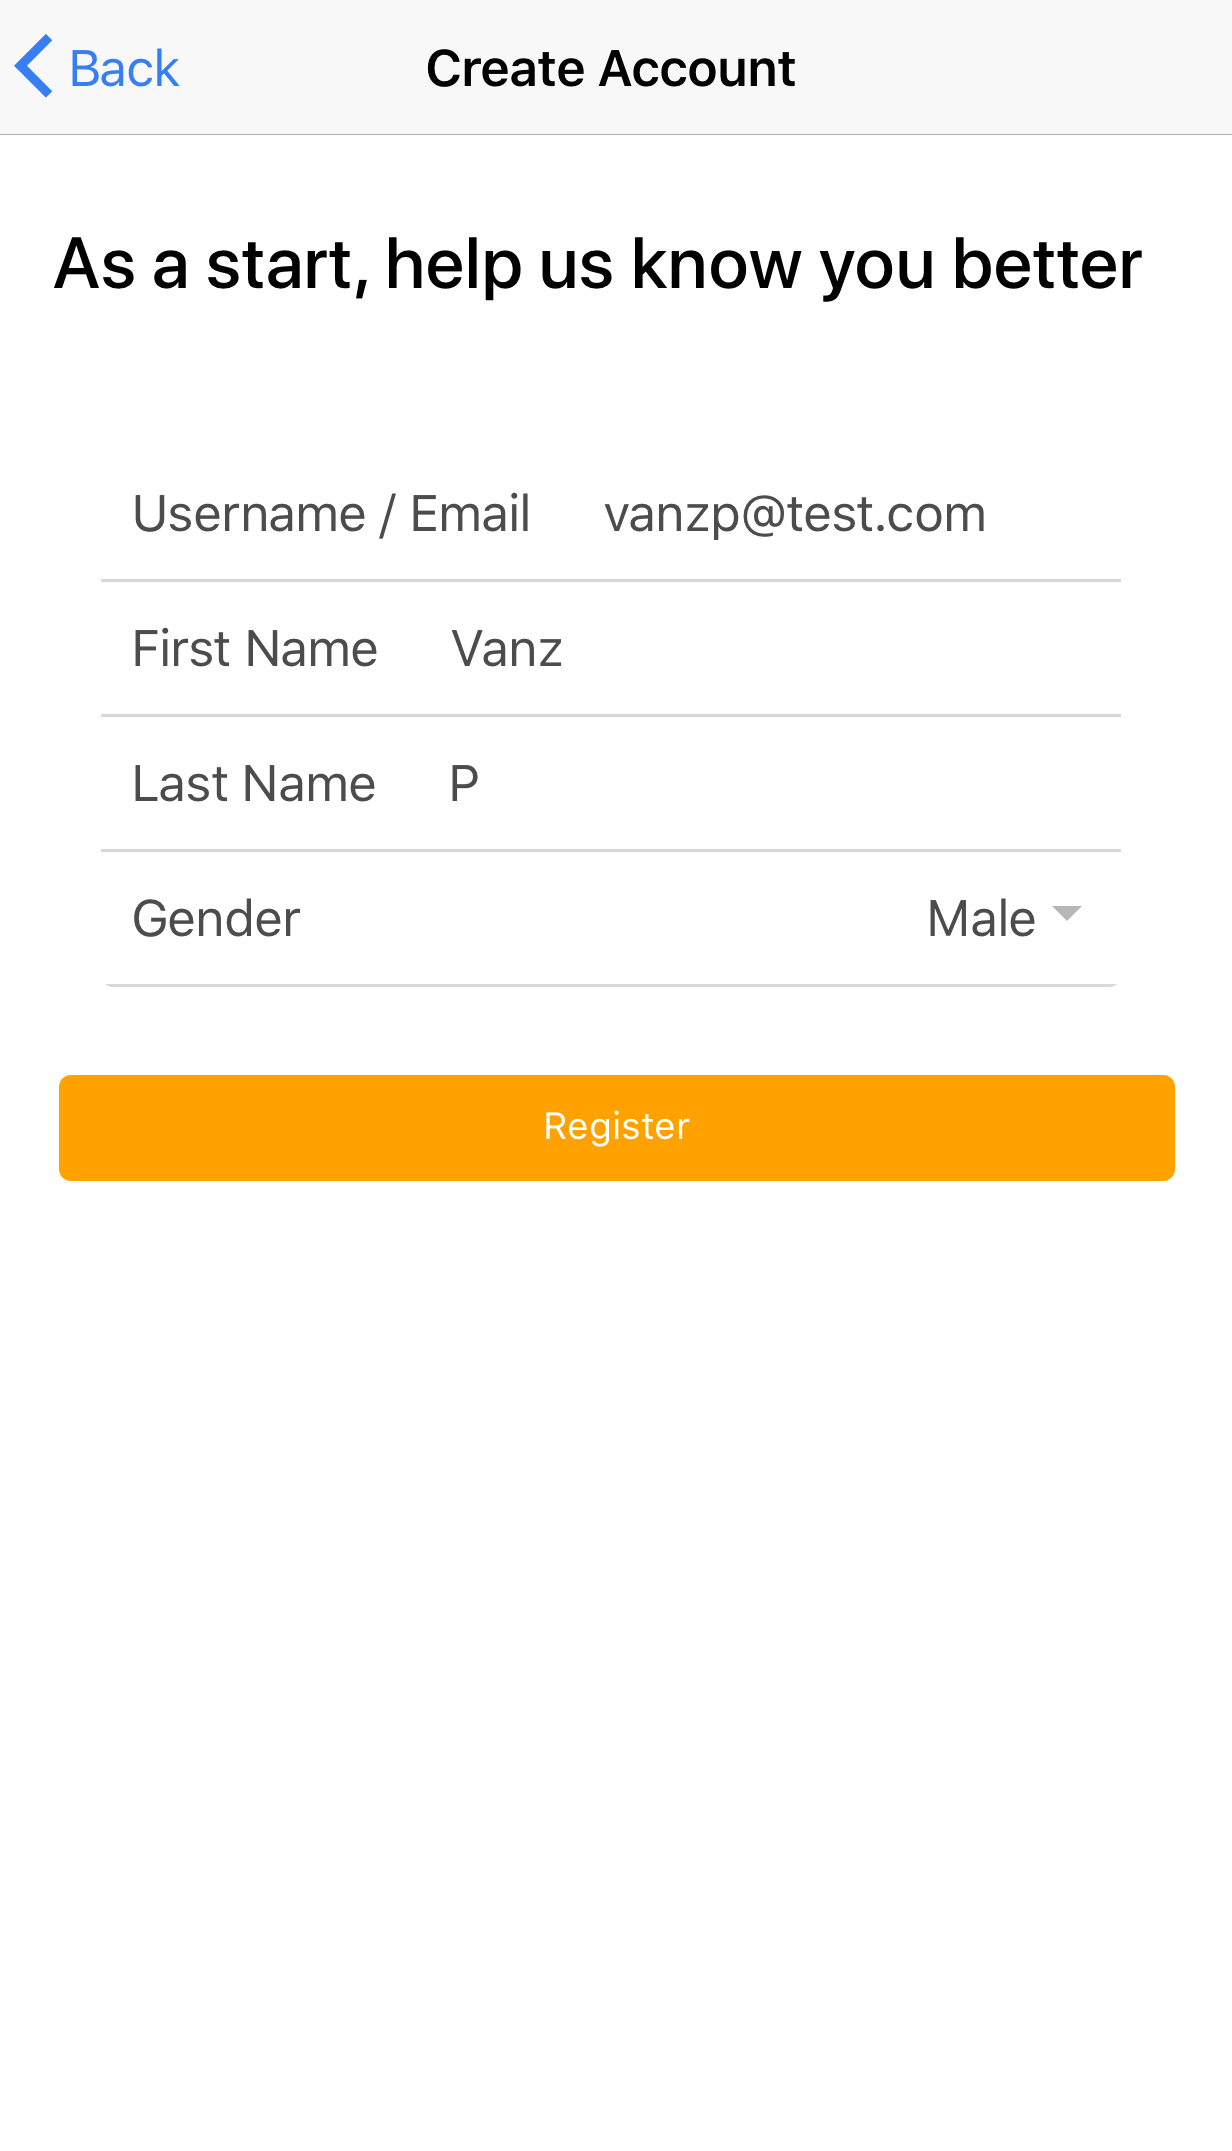 Back
Create Account
As a start, help us know you better
Username / Email vanzp@test.com
First Name Vanz
Last Name P
Gender Male
Register